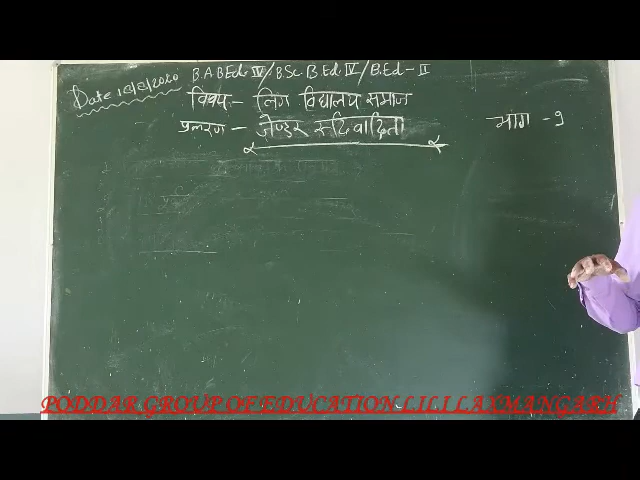 Date 18/8/2020
B.A B.Ed. IV / B.Sc. B.Ed. IV / B.Ed - II
विषय - लिंग विद्यालय समाज
प्रकरण - जेण्डर रूढिवादिता
भाग - 9
PODDAR GROUP OF EDUCATION LILI LAXMANGARH